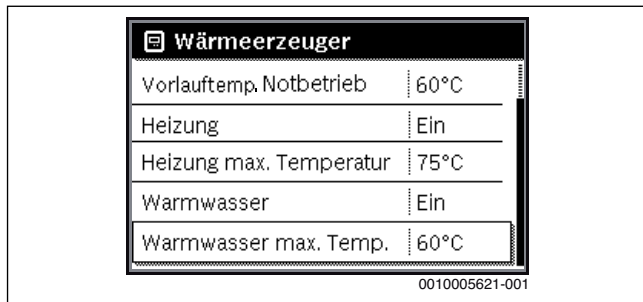 Wärmeerzeuger
Vorlauftemp. Notbetrieb 60°C
Heizung Ein
Heizung max. Temperatur 75°C
Warmwasser Ein
Warmwasser max. Temp. 60°C
0010005621-001